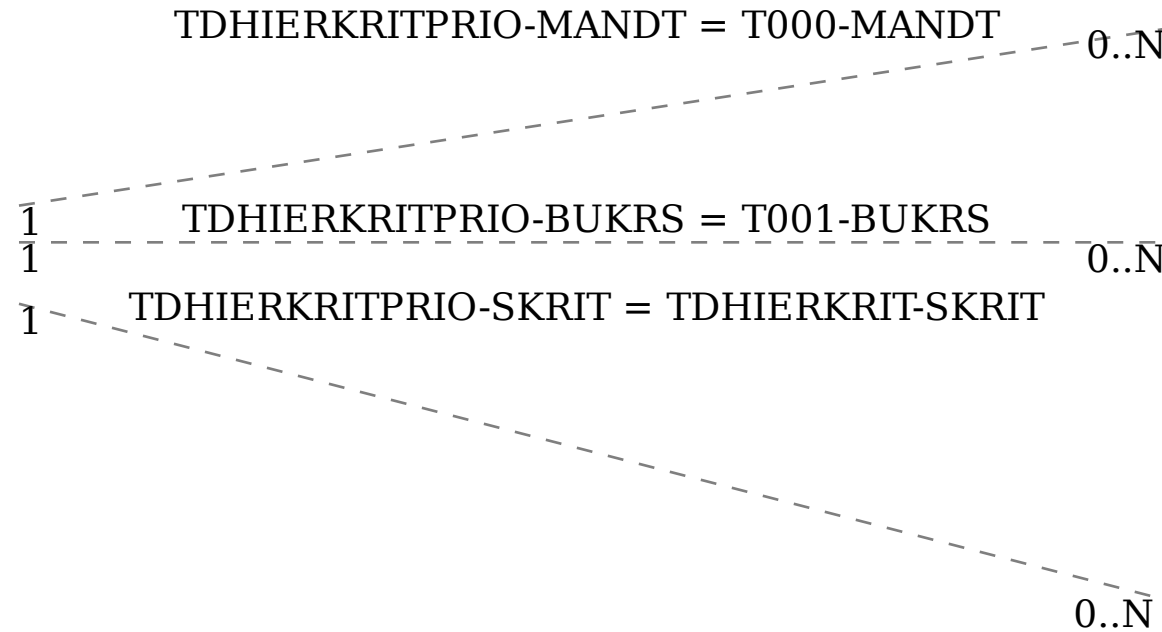 TDHIERKRITPRIO-MANDT = T000-MANDT
0..N
1
TDHIERKRITPRIO-BUKRS = T001-BUKRS
1
0..N
TDHIERKRITPRIO-SKRIT = TDHIERKRIT-SKRIT
1
0..N